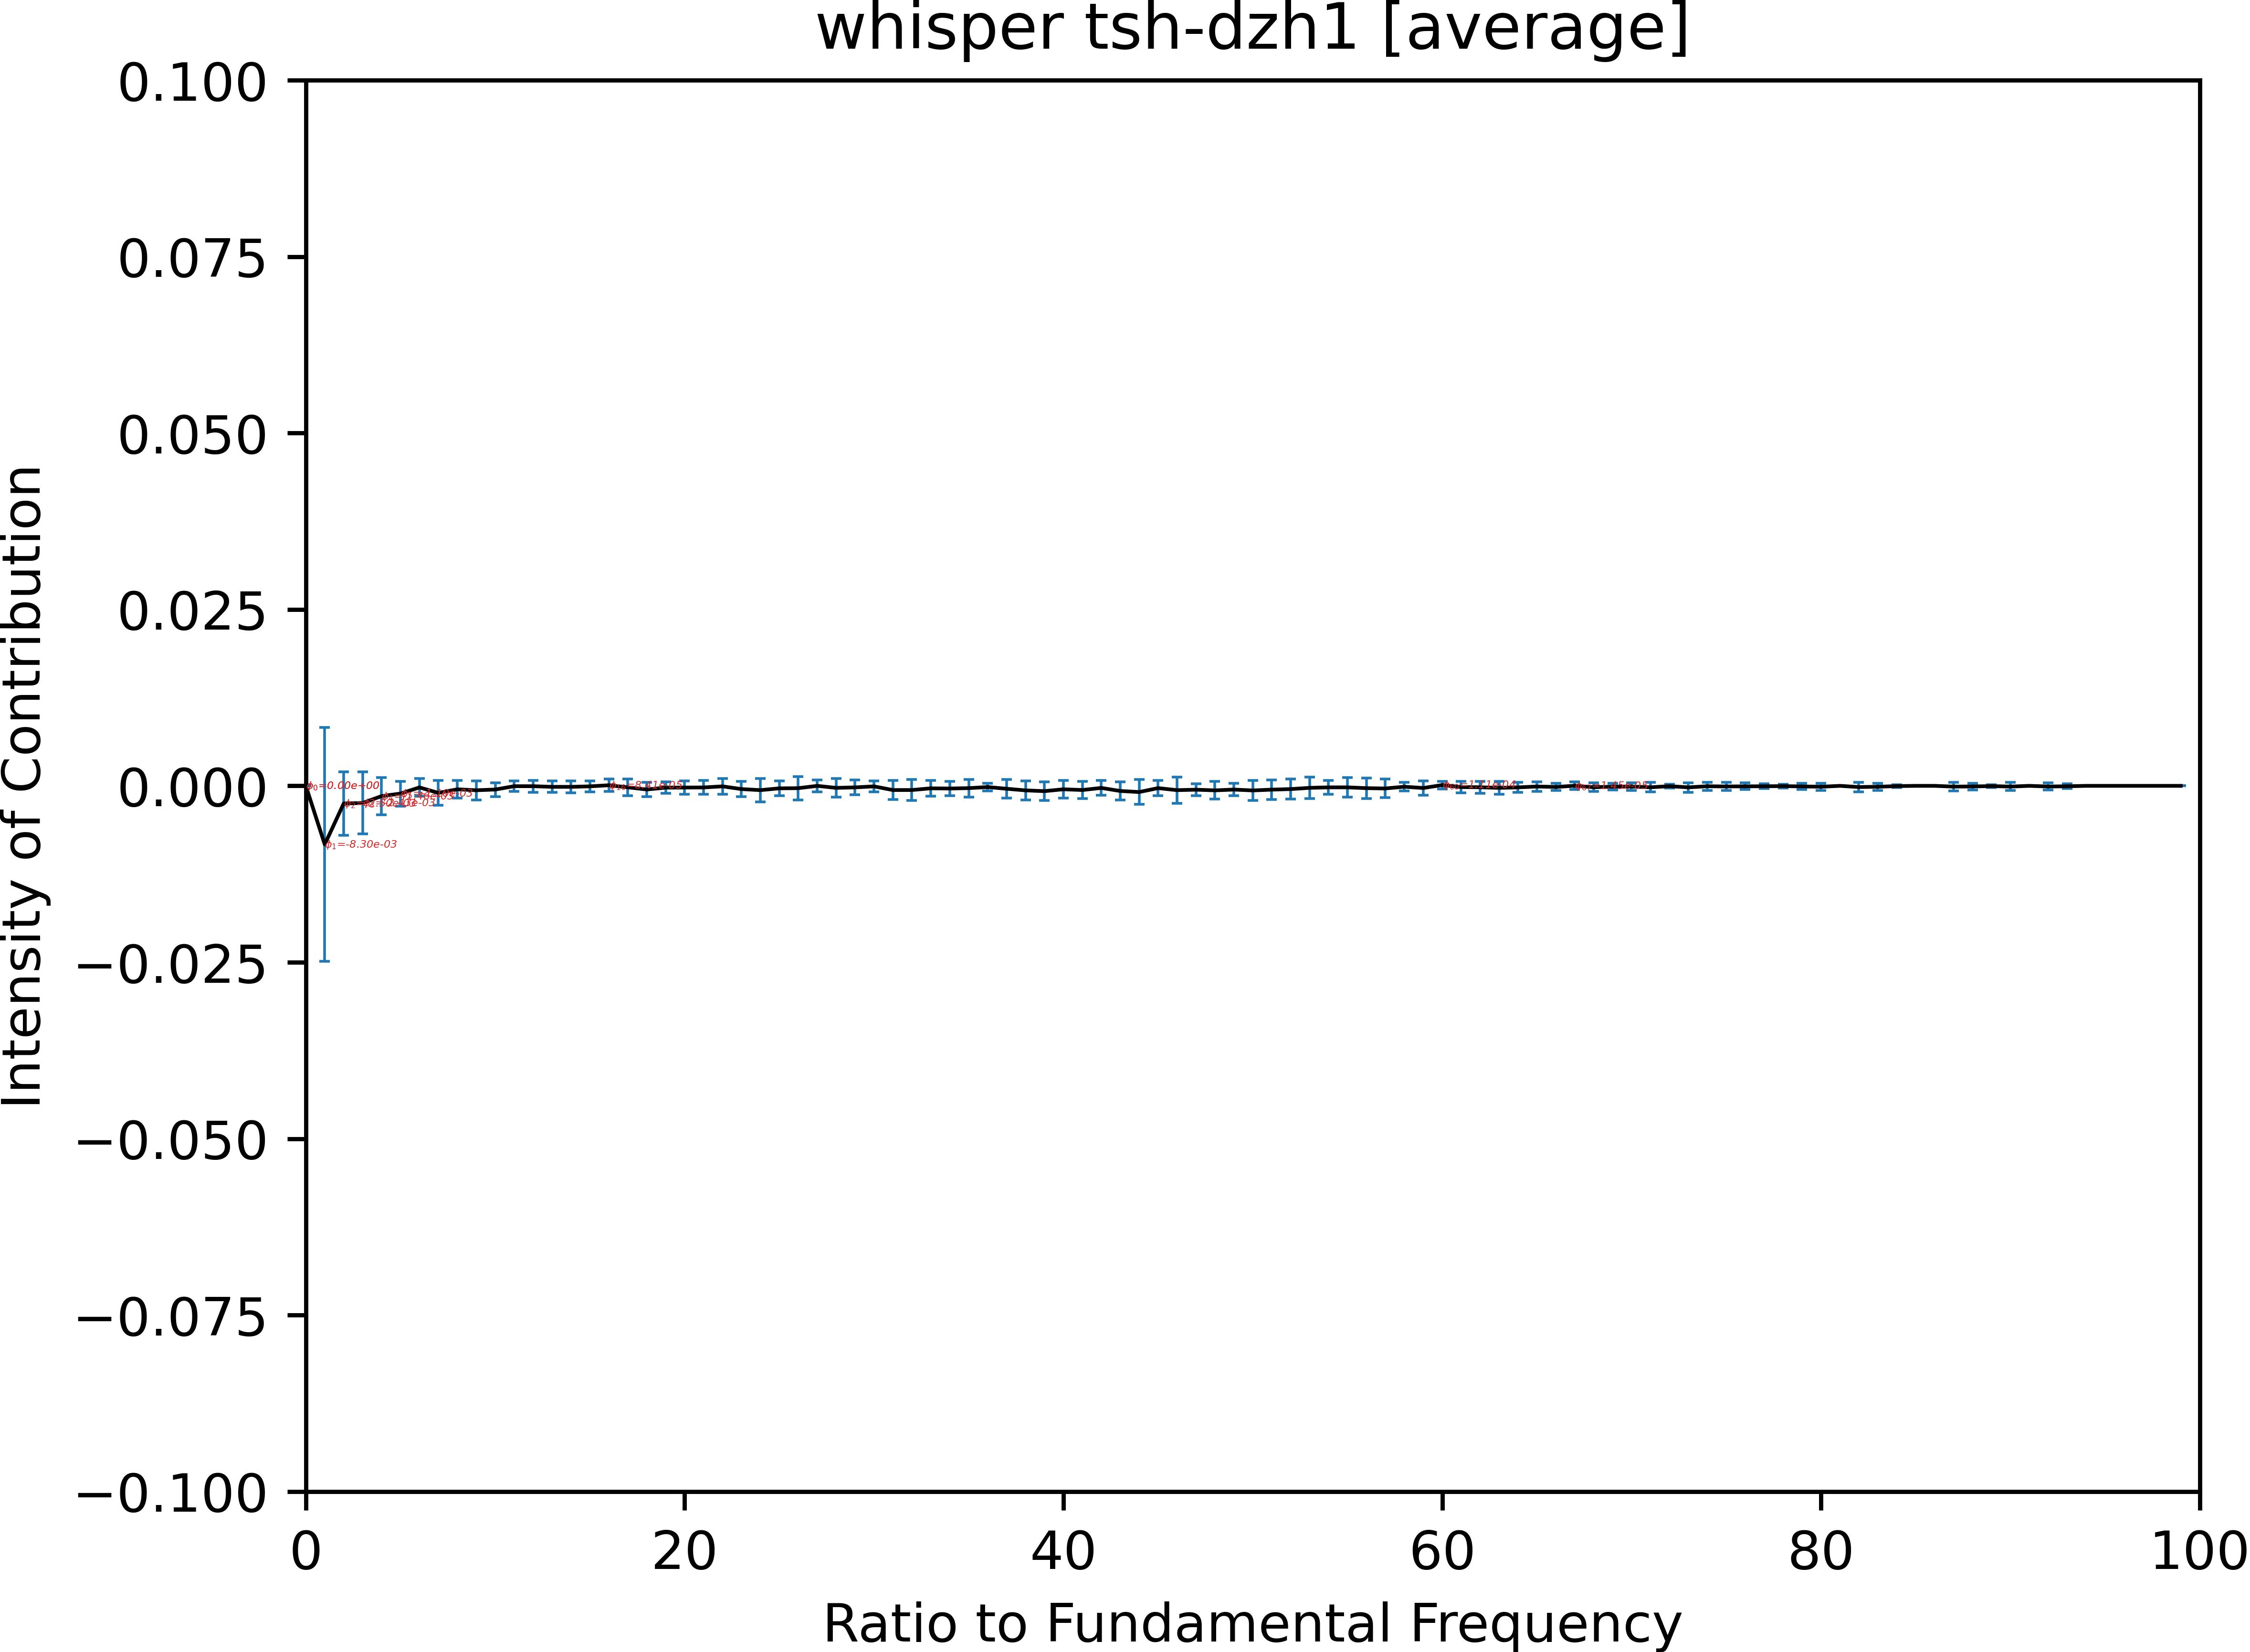 whisper tsh-dzh1 [average]
0.100
0.075
0.050
0.025
0.000
−0.025
−0.050
−0.075
−0.100
Intensity of Contribution
ϕ₀=0.00e+00
ϕ₁=-8.30e-03
0 20 40 60 80 100
Ratio to Fundamental Frequency